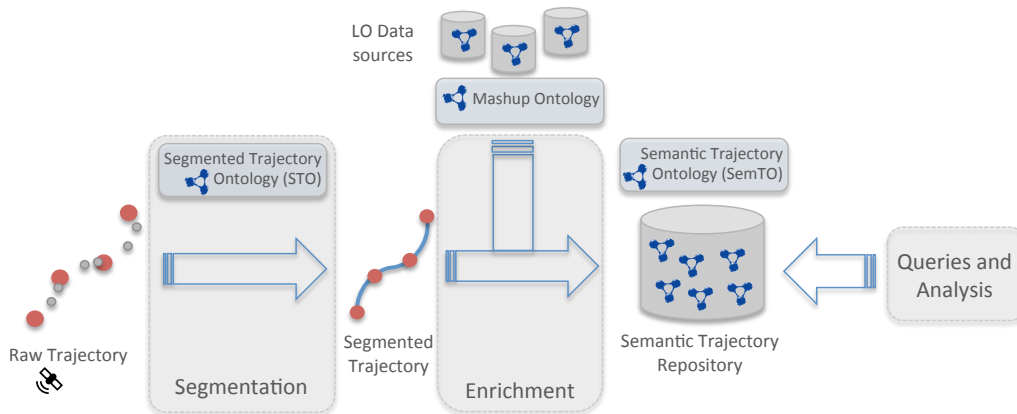 LO Data
sources
Mashup Ontology
Segmented Trajectory
Ontology (STO)
Semantic Trajectory
Ontology (SemTO)
Raw Trajectory
Segmentation
Segmented
Trajectory
Enrichment
Semantic Trajectory
Repository
Queries and
Analysis